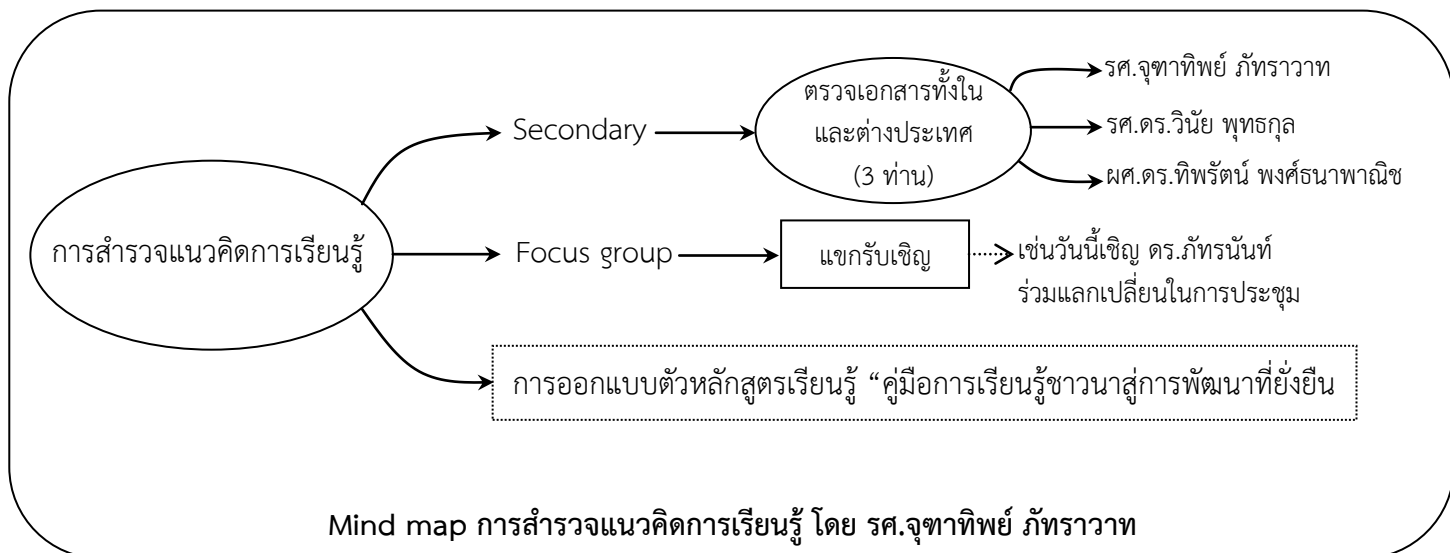 การสำรวจแนวคิดการเรียนรู้
Secondary
ตรวจเอกสารทั้งใน
และต่างประเทศ
(3 ท่าน)
รศ.จุฑาทิพย์ ภัทราวาท
รศ.ดร.วินัย พุทธกูล
ผศ.ดร.ทิพรัตน์ พงศ์ธนาพาณิช
Focus group
แขกรับเชิญ
เช่นวันนี้เชิญ ดร.ภัทรนันท์
ร่วมแลกเปลี่ยนในการประชุม
การออกแบบตัวหลักสูตรเรียนรู้ “คู่มือการเรียนรู้ชาวนาสู่การพัฒนาที่ยั่งยืน
Mind map การสำรวจแนวคิดการเรียนรู้ โดย รศ.จุฑาทิพย์ ภัทราวาท